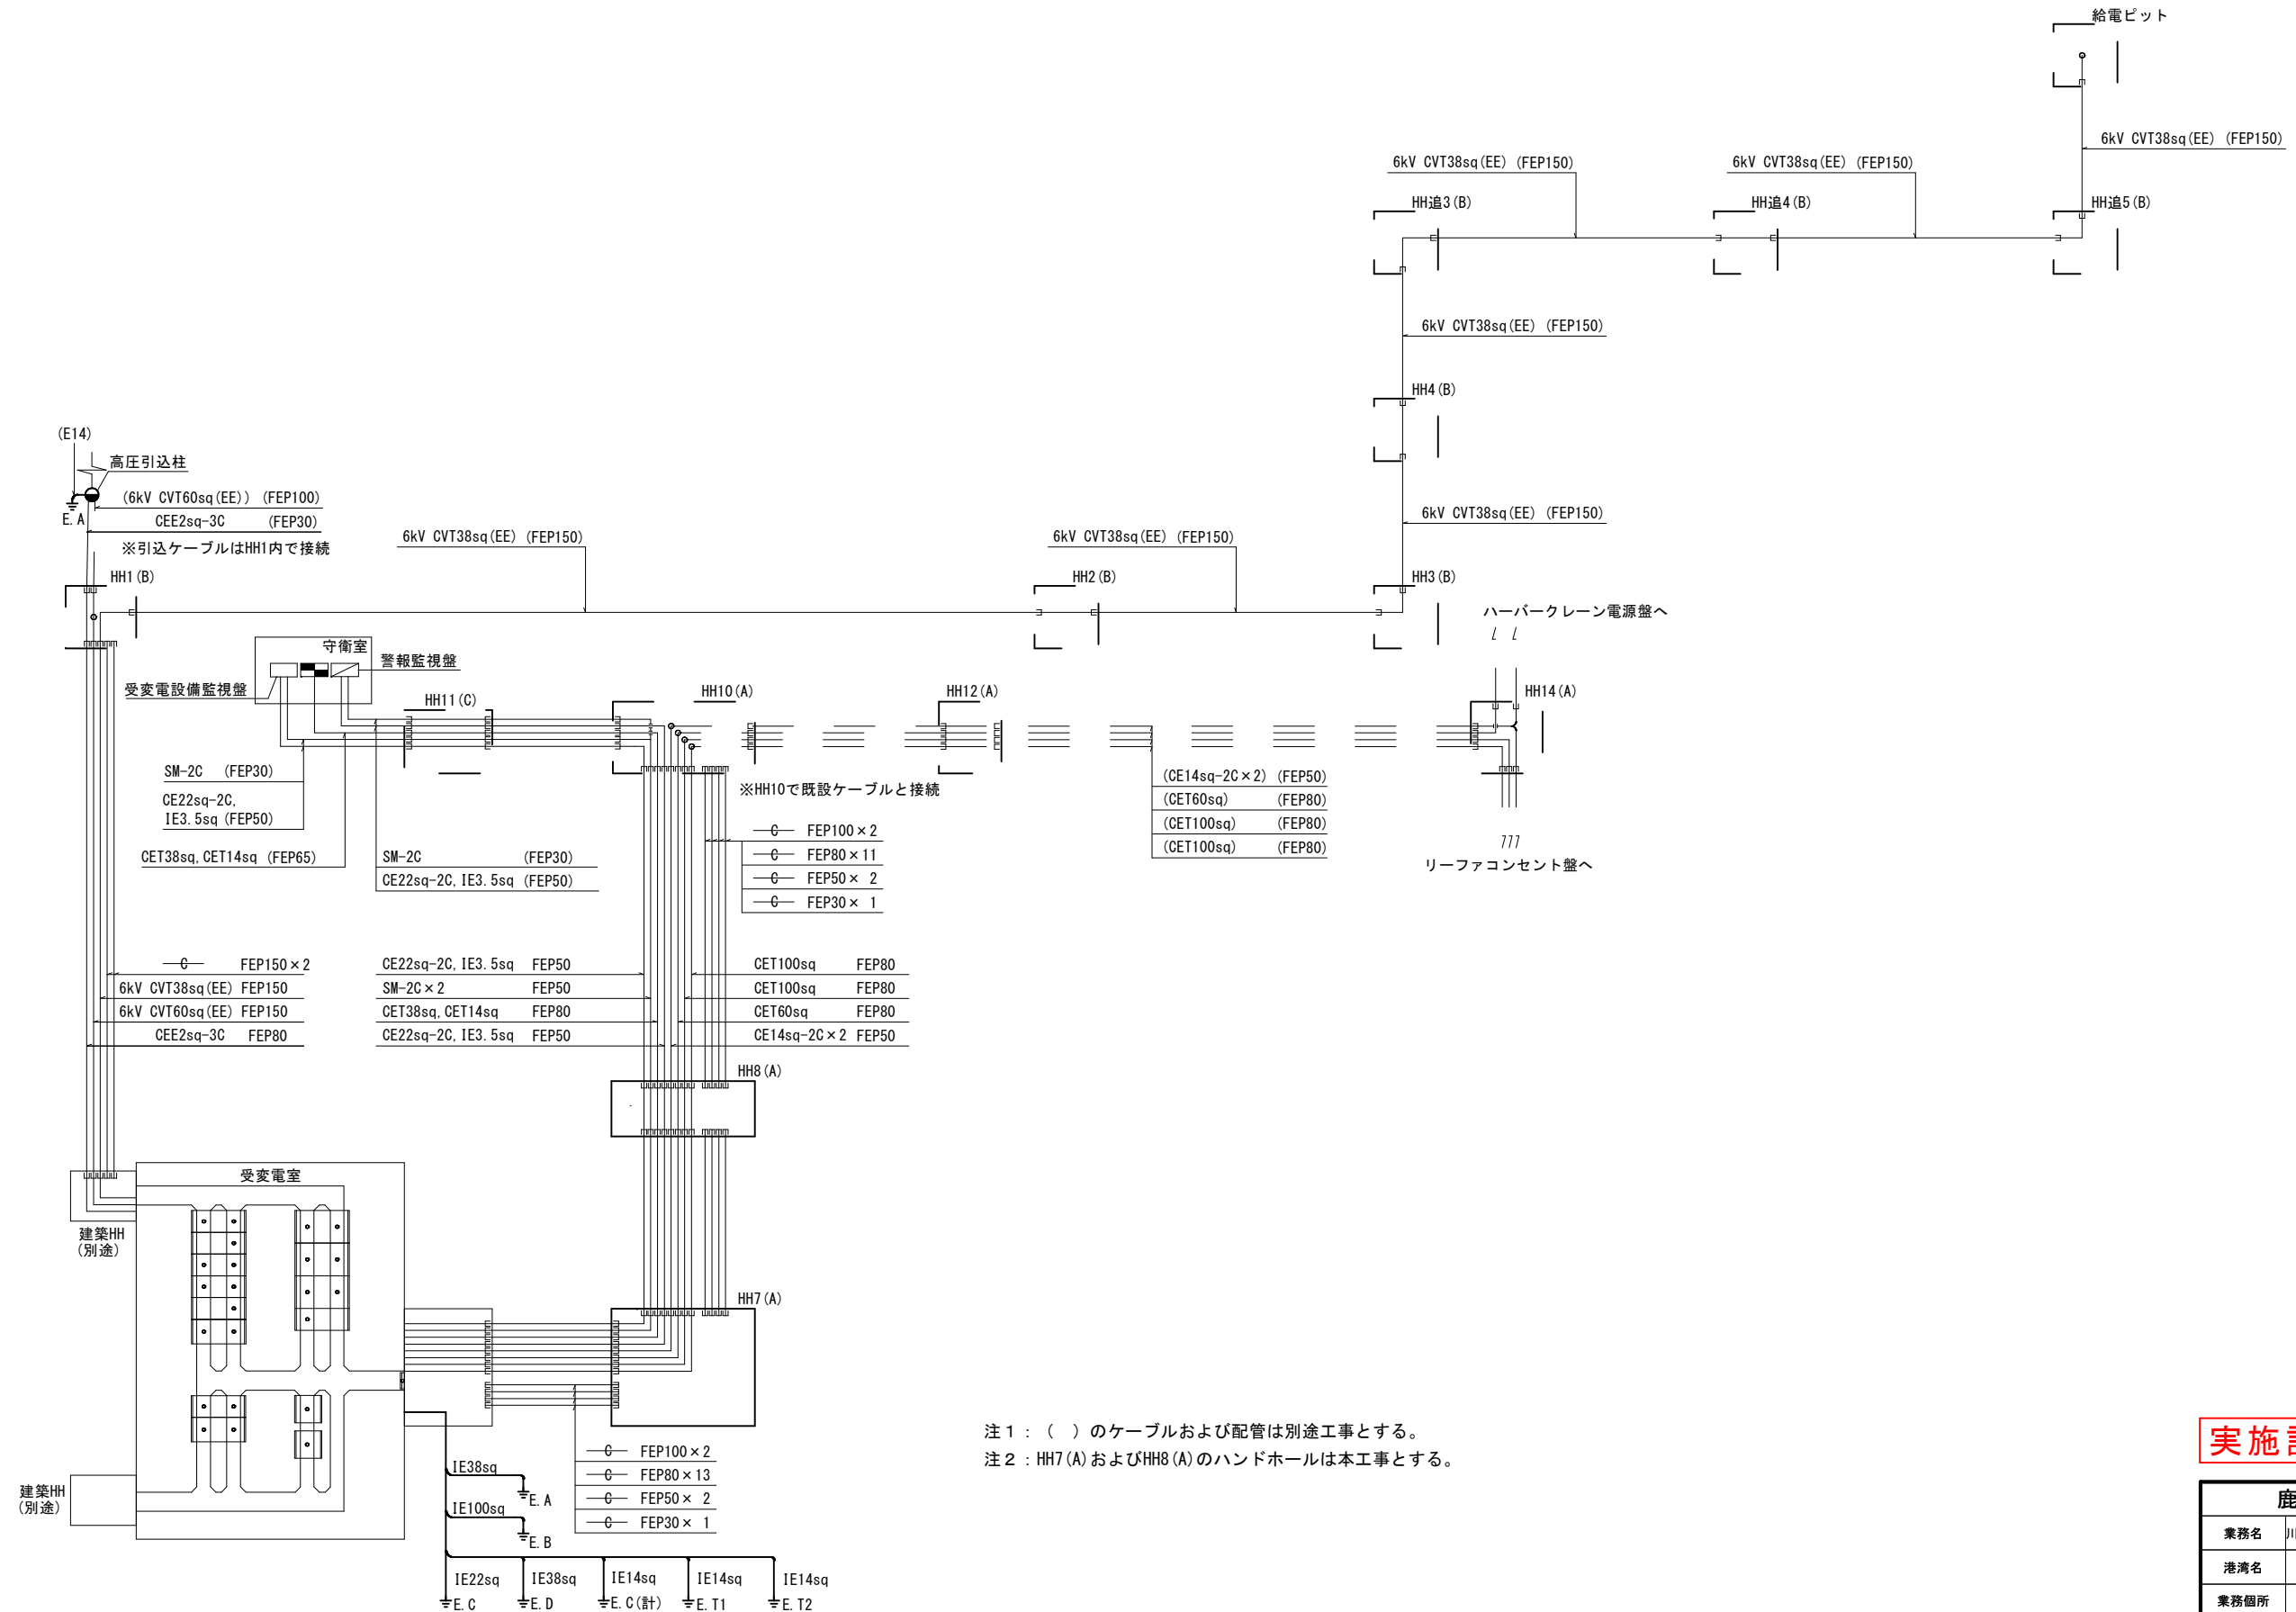 給電ピット
6kV CVT38sq(EE) (FEP150)
6kV CVT38sq(EE) (FEP150)
6kV CVT38sq(EE) (FEP150)
HH追3(B)
HH追4(B)
HH追5(B)
6kV CVT38sq(EE) (FEP150)
HH4(B)
(E14)
高圧引込柱
(6kV CVT60sq(EE)) (FEP100)
E.A
CEE2sq-3C (FEP30)
6kV CVT38sq(EE) (FEP150)
※引込ケーブルはHH1内で接続
6kV CVT38sq(EE) (FEP150)
6kV CVT38sq(EE) (FEP150)
HH1(B)
HH2(B)
HH3(B)
ハーバークレーン電源盤へ
守衛室
警報監視盤
受変電設備監視盤
HH11(C)
HH10(A)
HH12(A)
HH14(A)
SM-2C (FEP30)
CE22sq-2C,
IE3.5sq (FEP50)
CET38sq,CET14sq (FEP65)
SM-2C (FEP30)
CE22sq-2C,IE3.5sq (FEP50)
※HH10で既設ケーブルと接続
(CE14sq-2C×2) (FEP50)
(CET60sq) (FEP80)
(CET100sq) (FEP80)
(CET100sq) (FEP80)
リーファコンセント盤へ
C FEP100×2
C FEP80×11
C FEP50× 2
C FEP30× 1
C FEP150×2
6kV CVT38sq(EE) FEP150
6kV CVT60sq(EE) FEP150
CEE2sq-3C FEP80
CE22sq-2C,IE3.5sq FEP50
SM-2C×2 FEP50
CET38sq,CET14sq FEP80
CE22sq-2C,IE3.5sq FEP50
CET100sq FEP80
CET100sq FEP80
CET60sq FEP80
CE14sq-2C×2 FEP50
HH8(A)
受変電室
建築HH
(別途)
HH7(A)
C FEP100×2
C FEP80×13
C FEP50× 2
C FEP30× 1
建築HH
(別途)
IE38sq
E.A
IE100sq
E.B
IE22sq
E.C
IE38sq
E.D
IE14sq
E.C(計)
IE14sq
E.T1
IE14sq
E.T2
注1：（ ）のケーブルおよび配管は別途工事とする。
注2：HH7(A)およびHH8(A)のハンドホールは本工事とする。
実施
鹿
業務名
川
港湾名
業務個所